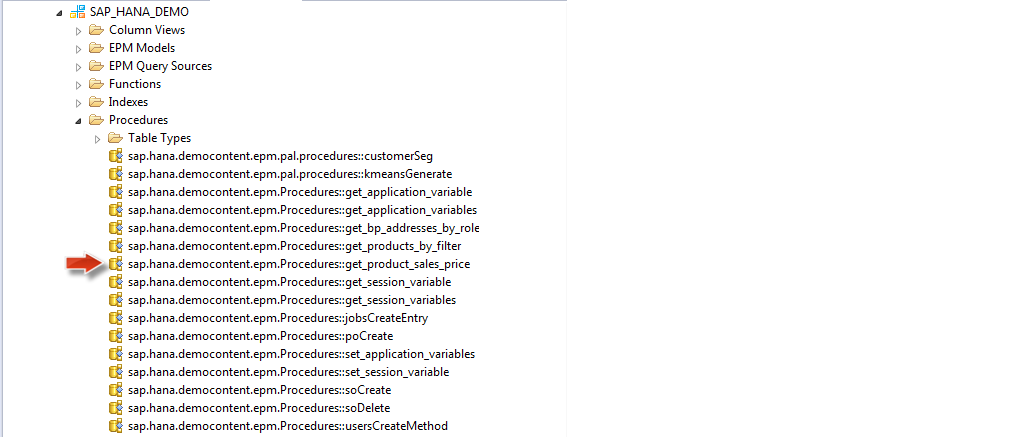 SAP_HANA_DEMO
Column Views
EPM Models
EPM Query Sources
Functions
Indexes
Procedures
Table Types
sap.hana.democontent.epm.pal.procedures::customerSeg
sap.hana.democontent.epm.pal.procedures::kmeansGenerate
sap.hana.democontent.epm.Procedures::get_application_variable
sap.hana.democontent.epm.Procedures::get_application_variables
sap.hana.democontent.epm.Procedures::get_bp_addresses_by_role
sap.hana.democontent.epm.Procedures::get_products_by_filter
sap.hana.democontent.epm.Procedures::get_product_sales_price
sap.hana.democontent.epm.Procedures::get_session_variable
sap.hana.democontent.epm.Procedures::get_session_variables
sap.hana.democontent.epm.Procedures::jobsCreateEntry
sap.hana.democontent.epm.Procedures::poCreate
sap.hana.democontent.epm.Procedures::set_application_variables
sap.hana.democontent.epm.Procedures::set_session_variable
sap.hana.democontent.epm.Procedures::soCreate
sap.hana.democontent.epm.Procedures::soDelete
sap.hana.democontent.epm.Procedures::usersCreateMethod